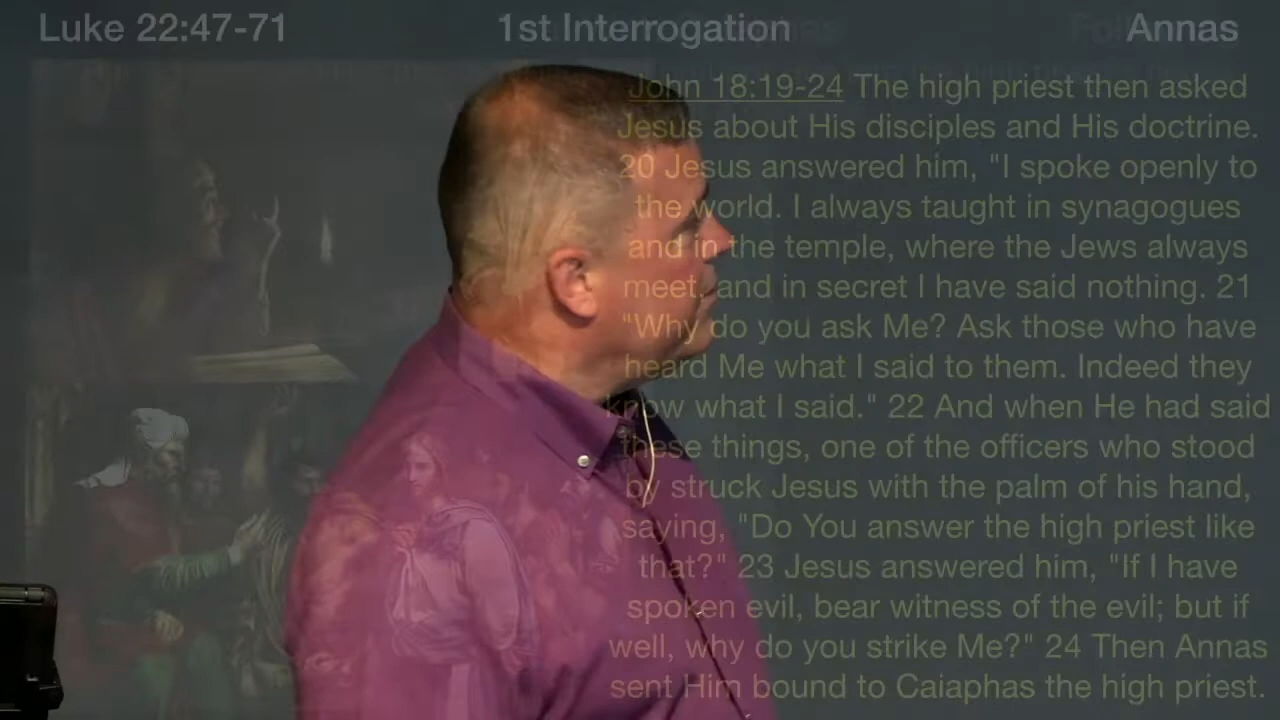 Luke 22:47-71 1st Interrogation Annas
John 18:19-24 The high priest then asked
Jesus about His disciples and His doctrine.
20 Jesus answered him, "I spoke openly to
the world. I always taught in synagogues
and in the temple, where the Jews always
meet, and in secret I have said nothing. 21
"Why do you ask Me? Ask those who have
heard Me what I said to them. Indeed they
know what I said." 22 And when He had said
these things, one of the officers who stood
by struck Jesus with the palm of his hand,
saying, "Do You answer the high priest like
that?" 23 Jesus answered him, "If I have
spoken evil, bear witness of the evil; but if
well, why do you strike Me?" 24 Then Annas
sent Him bound to Caiaphas the high priest.